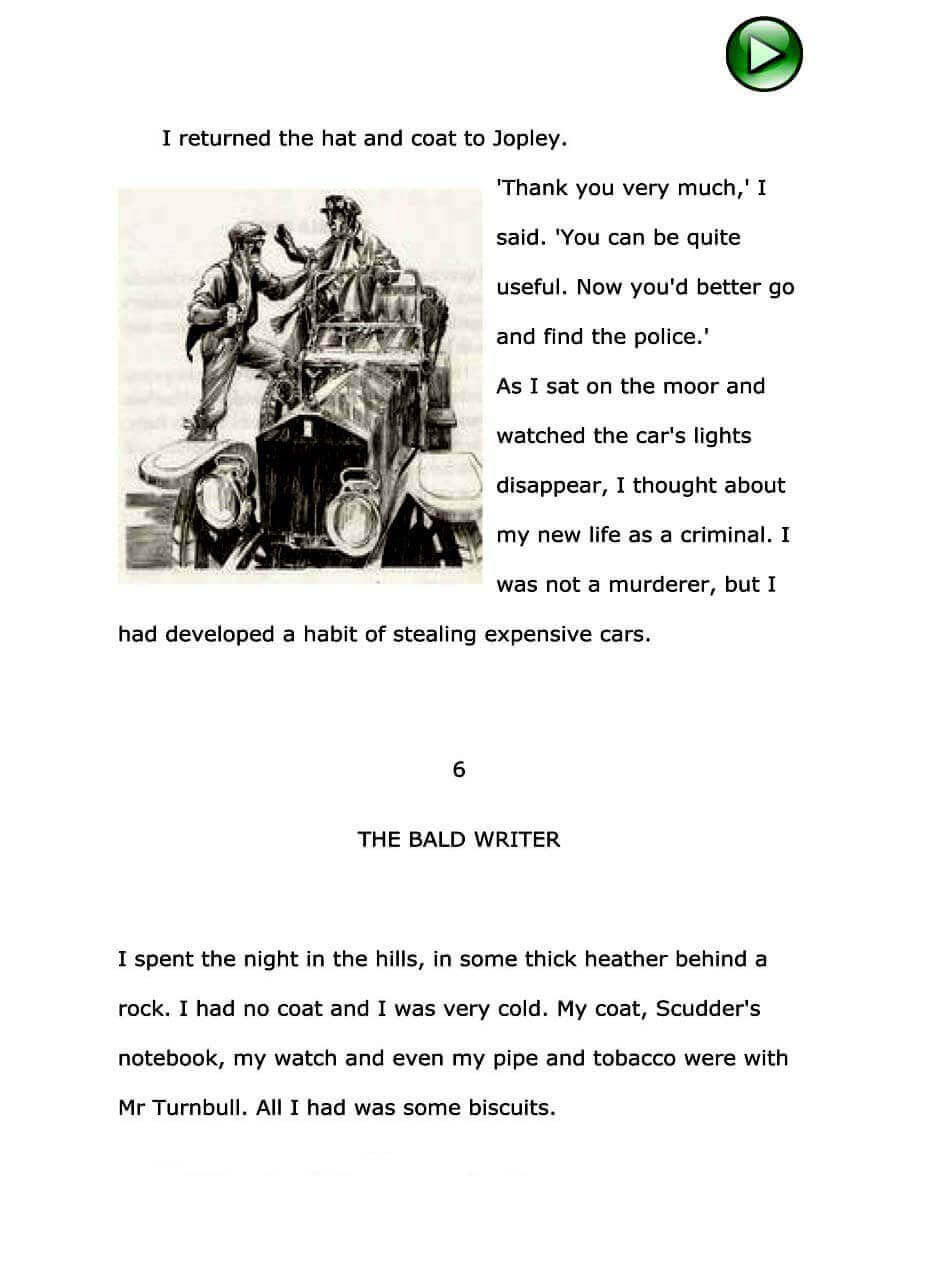 I returned the hat and coat to Jopley.
'Thank you very much,' I
said. 'You can be quite
useful. Now you'd better go
and find the police.'
As I sat on the moor and
watched the car's lights
disappear, I thought about
my new life as a criminal. I
was not a murderer, but I
had developed a habit of stealing expensive cars.
6
THE BALD WRITER
I spent the night in the hills, in some thick heather behind a
rock. I had no coat and I was very cold. My coat, Scudder's
notebook, my watch and even my pipe and tobacco were with
Mr Turnbull. All I had was some biscuits.